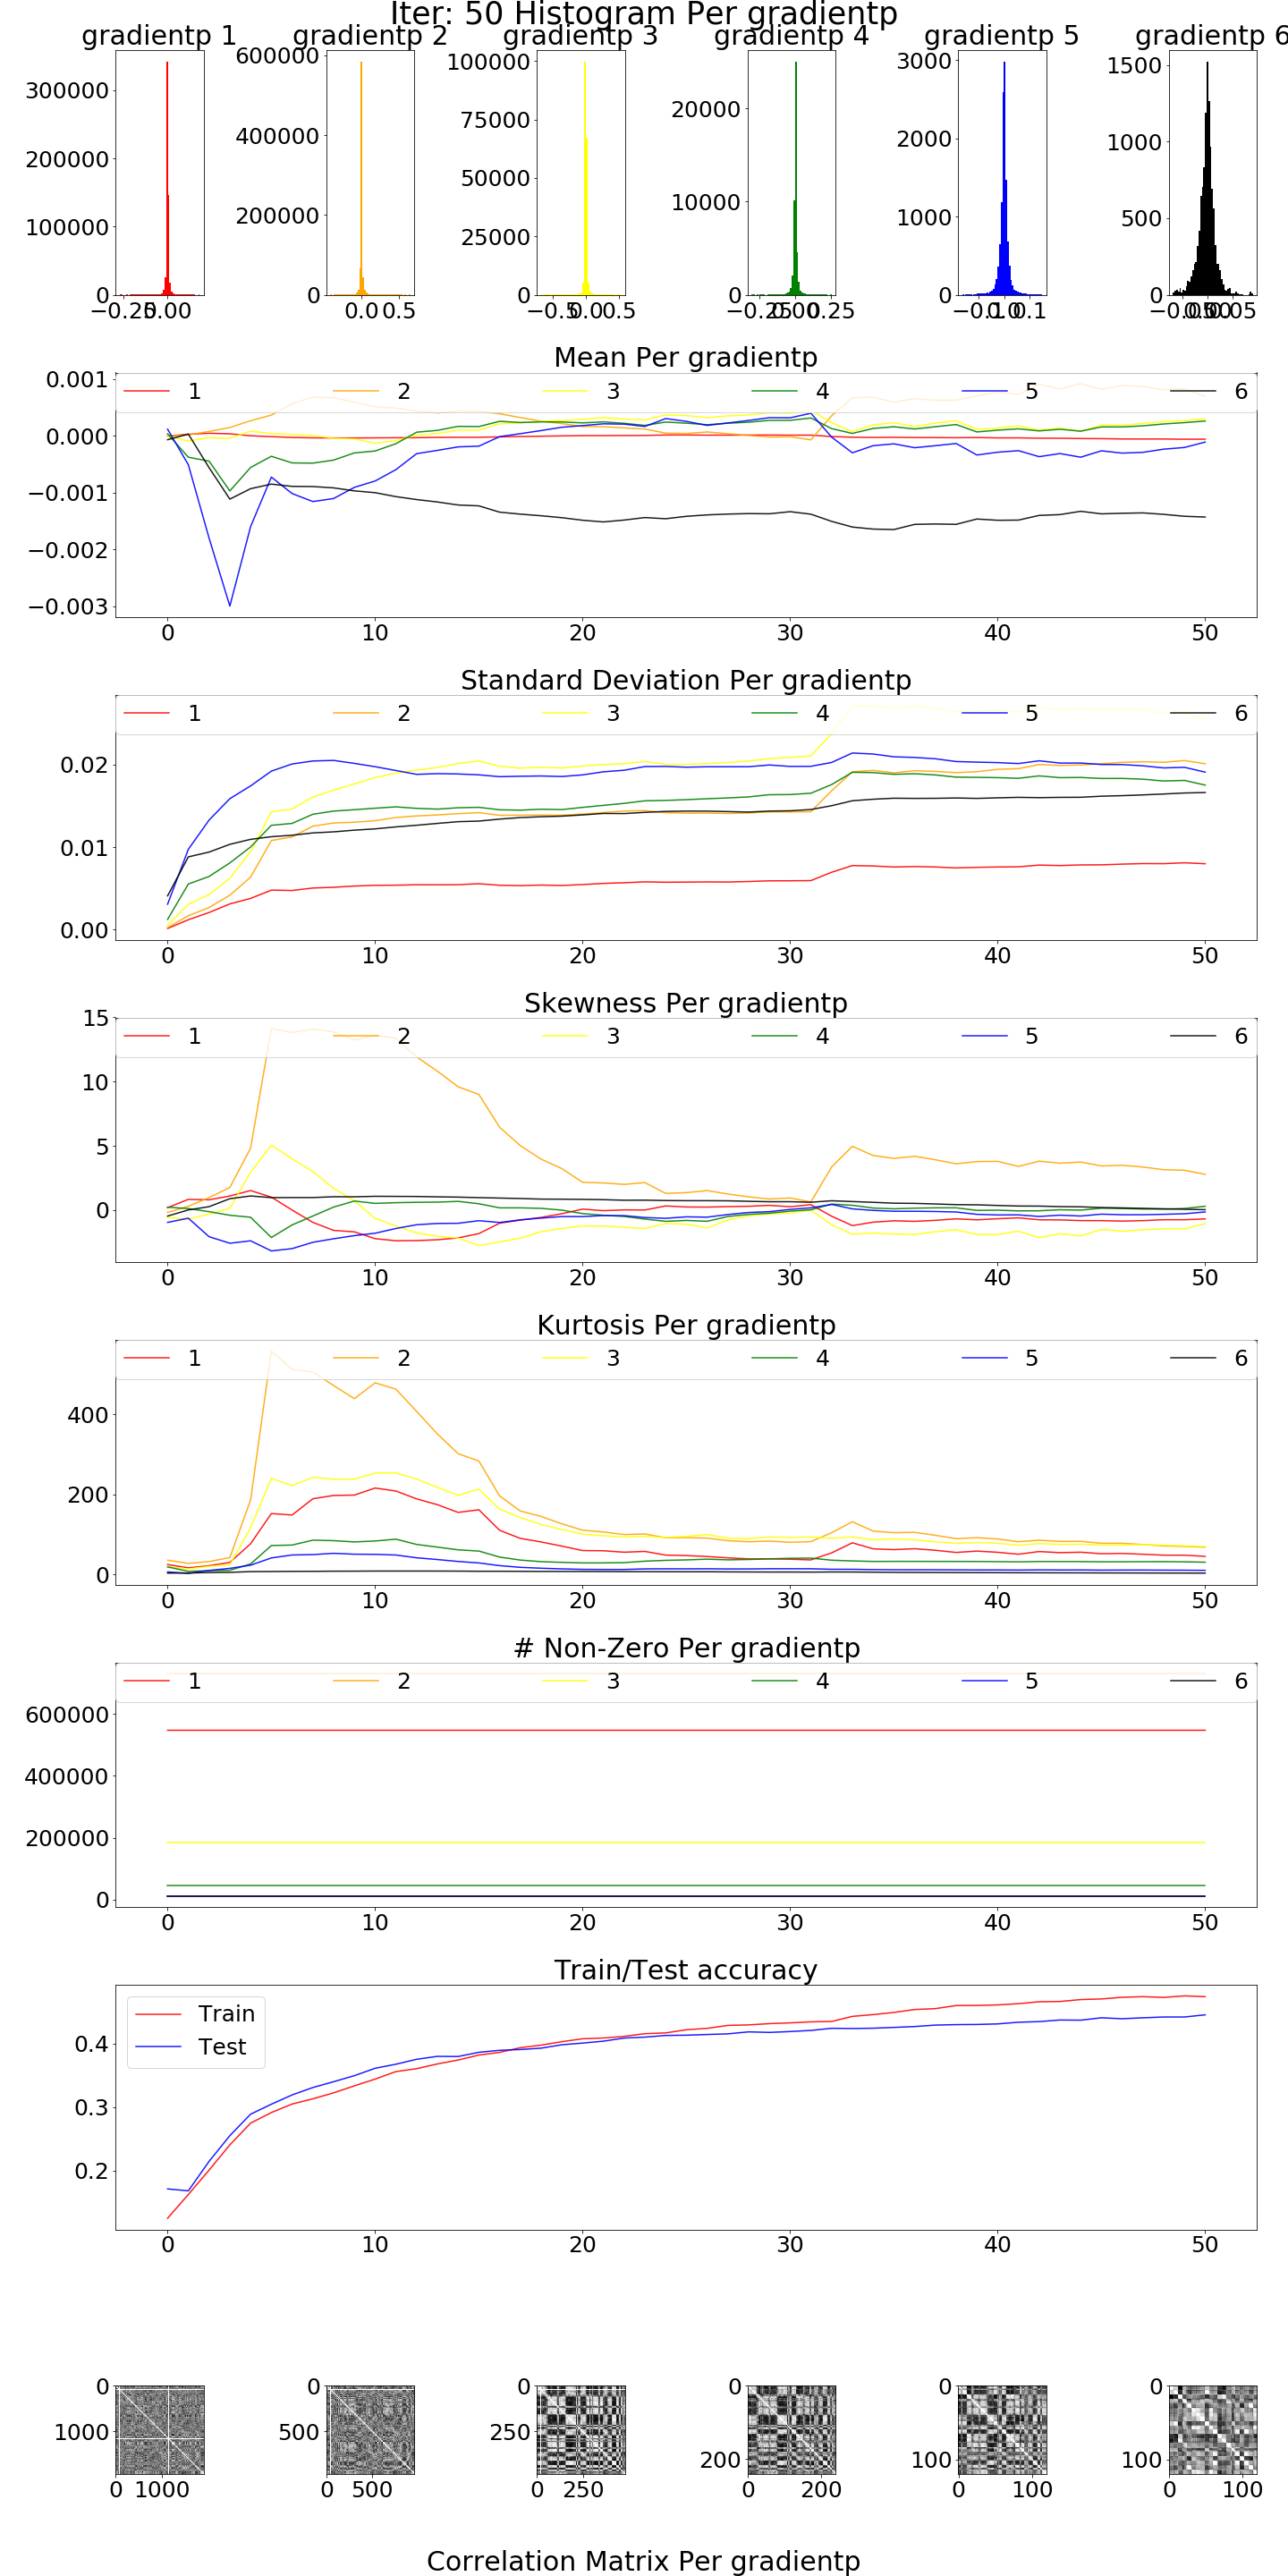 Iter: 50 Histogram Per gradientp
gradientp 1 gradientp 2 gradientp 3 gradientp 4 gradientp 5 gradientp 6
300000
200000
100000
0
−0.25 0.00
600000
400000
200000
0
0.0 0.5
100000
75000
50000
25000
0
−0.5 0.0 0.5
20000
10000
0
−0.25 0.00 0.25
3000
2000
1000
0
−0.1 0.0 0.1
1500
1000
500
0
−0.05 0.00 0.05
Mean Per gradientp
1 2 3 4 5 6
0.001
0.000
−0.001
−0.002
−0.003
0 10 20 30 40 50
Standard Deviation Per gradientp
1 2 3 4 5 6
0.02
0.01
0.00
0 10 20 30 40 50
Skewness Per gradientp
1 2 3 4 5 6
15
10
5
0
0 10 20 30 40 50
Kurtosis Per gradientp
1 2 3 4 5 6
400
200
0
0 10 20 30 40 50
# Non-Zero Per gradientp
1 2 3 4 5 6
600000
400000
200000
0
0 10 20 30 40 50
Train/Test accuracy
Train
Test
0.4
0.3
0.2
0 10 20 30 40 50
0
1000
0 1000
0
500
0 500
0
250
0 250
0
200
0 200
0
100
0 100
0
100
0 100
Correlation Matrix Per gradientp